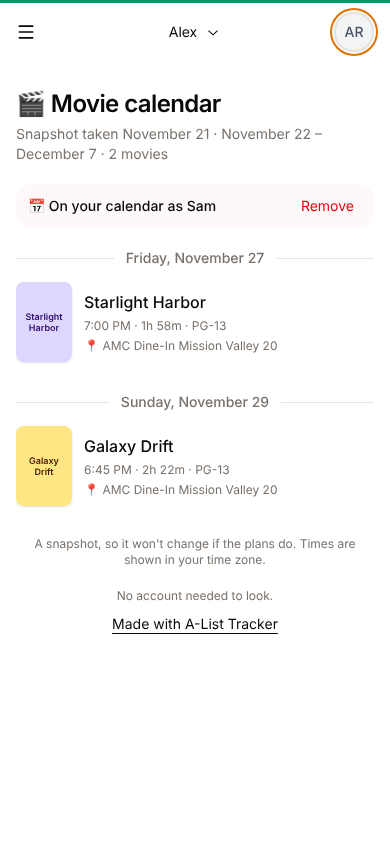 Alex
AR
🎬 Movie calendar
Snapshot taken November 21 · November 22 –
December 7 · 2 movies
📅 On your calendar as Sam
Remove
Friday, November 27
Starlight
Harbor
Starlight Harbor
7:00 PM · 1h 58m · PG-13
📍 AMC Dine-In Mission Valley 20
Sunday, November 29
Galaxy
Drift
Galaxy Drift
6:45 PM · 2h 22m · PG-13
📍 AMC Dine-In Mission Valley 20
A snapshot, so it won't change if the plans do. Times are
shown in your time zone.
No account needed to look.
Made with A-List Tracker